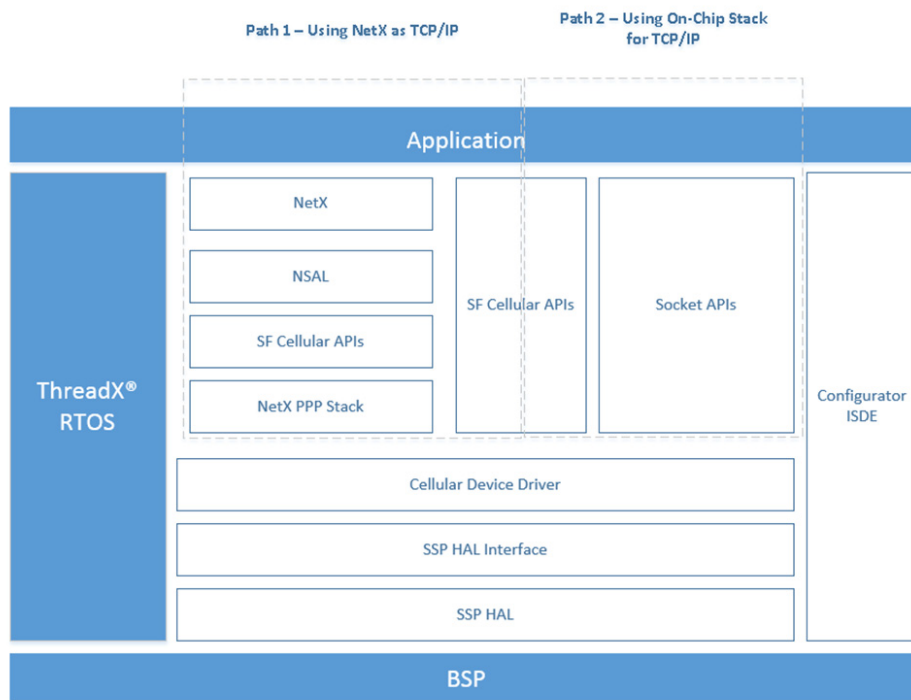 Path 1 – Using NetX as TCP/IP
Path 2 – Using On-Chip Stack
for TCP/IP
Application
ThreadX®
RTOS
NetX
NSAL
SF Cellular APIs
NetX PPP Stack
SF Cellular APIs
Socket APIs
Configurator
ISDE
Cellular Device Driver
SSP HAL Interface
SSP HAL
BSP